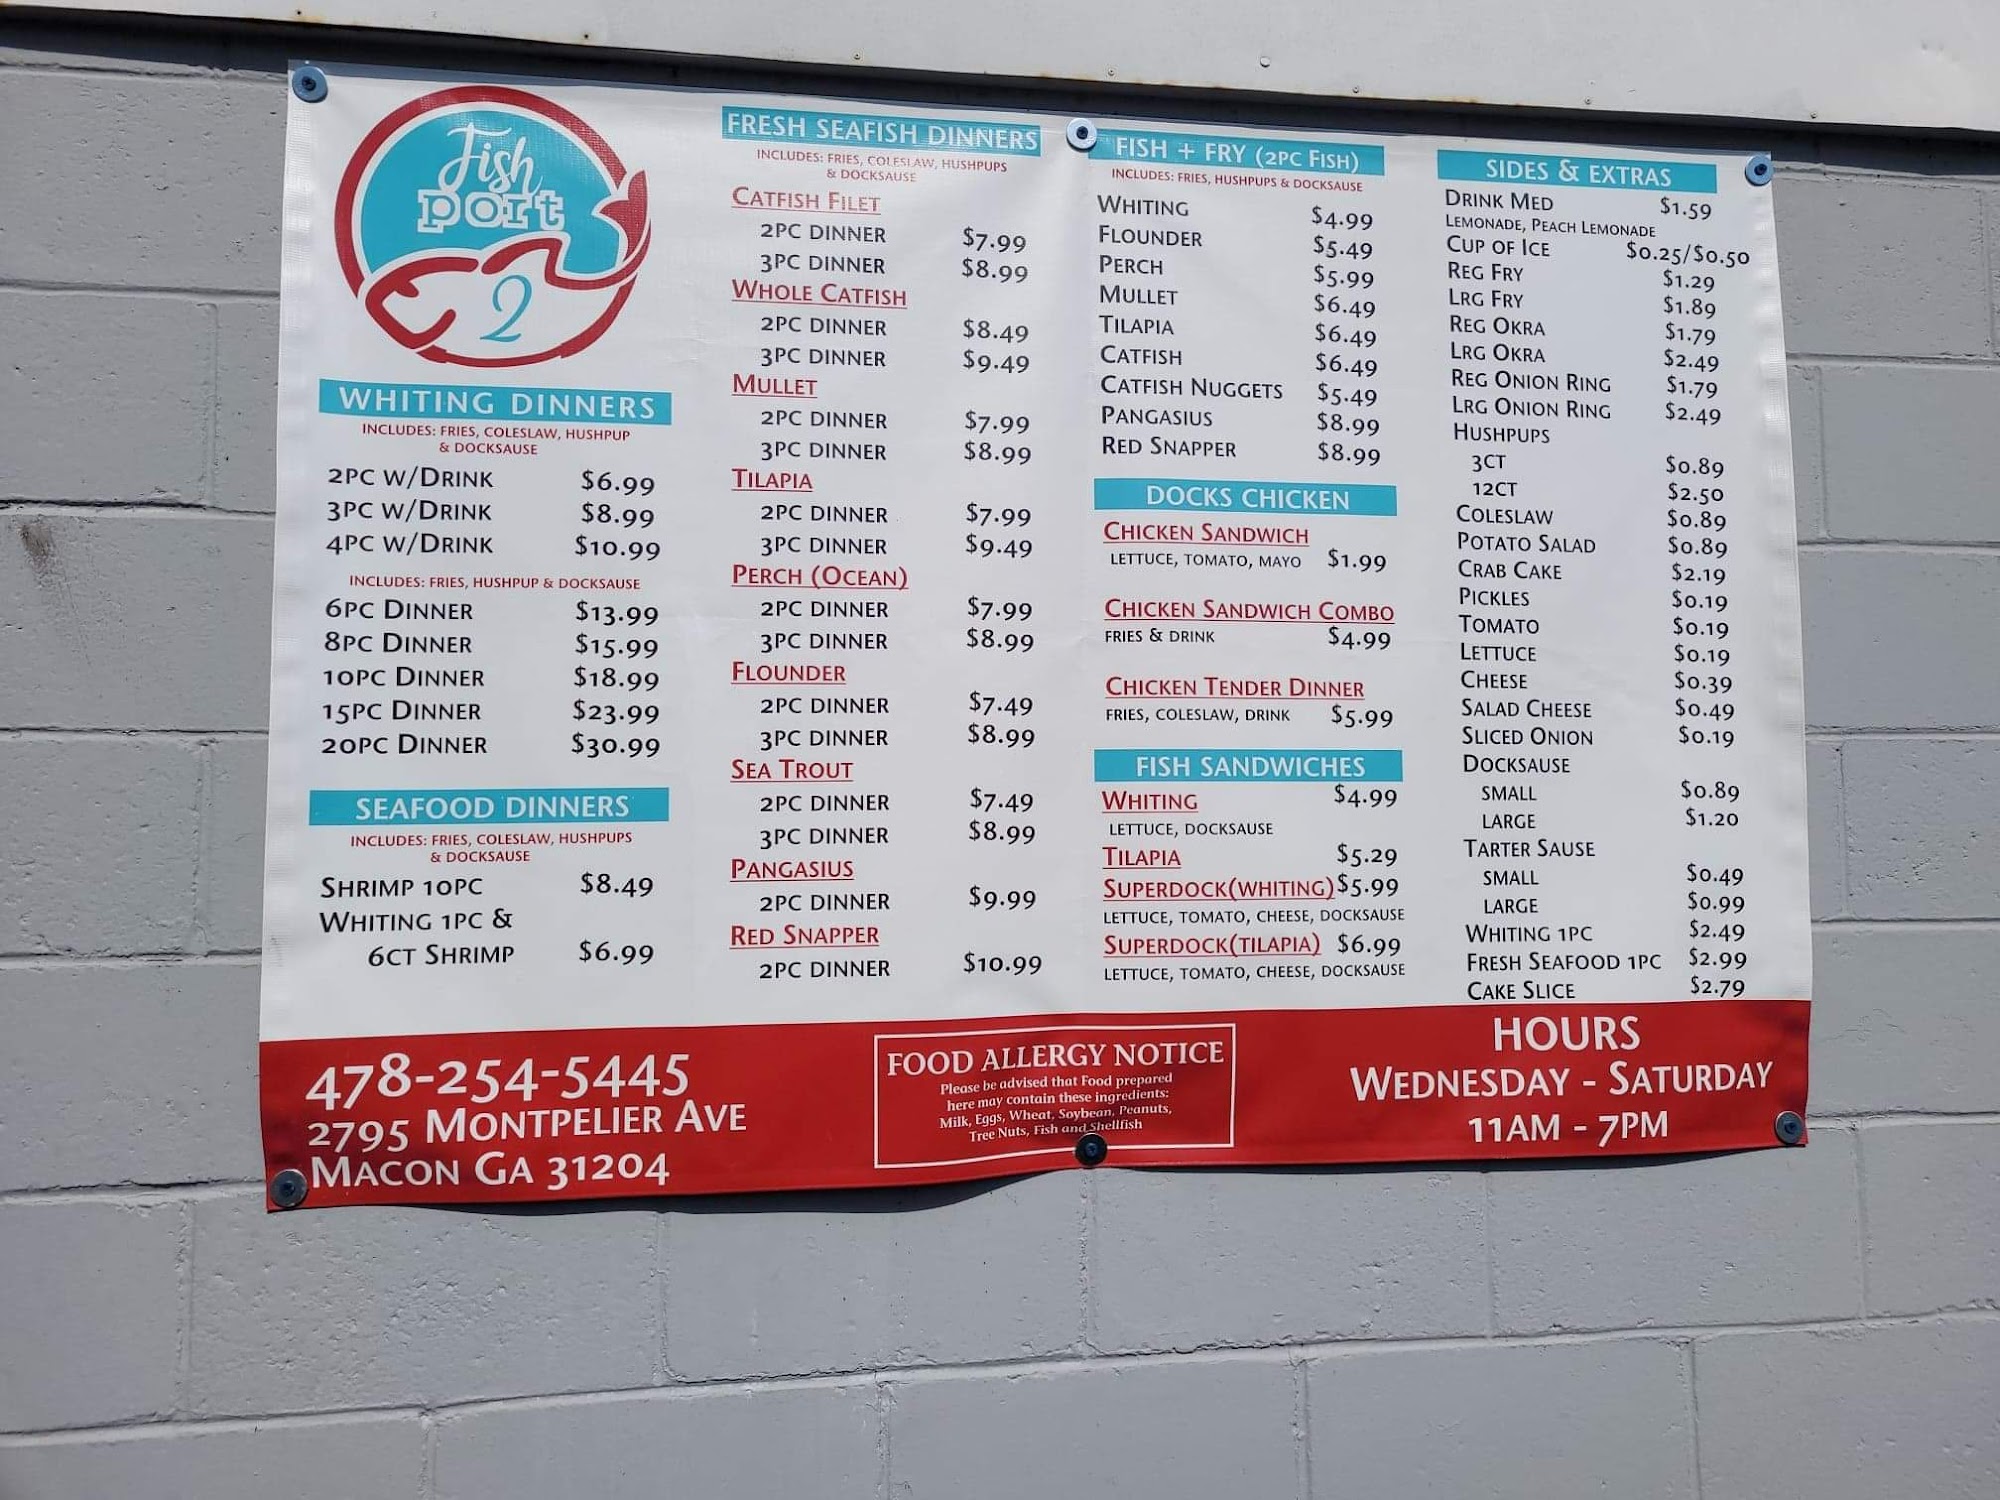 Fish
port
2
WHITING DINNERS
INCLUDES: FRIES, COLESLAW, HUSHPUP
& DOCKSAUSE
2PC W/DRINK $6.99
3PC W/DRINK $8.99
4PC W/DRINK $10.99
INCLUDES: FRIES, HUSHPUP & DOCKSAUSE
6PC DINNER $13.99
8PC DINNER $15.99
10PC DINNER $18.99
15PC DINNER $23.99
20PC DINNER $30.99
SEAFOOD DINNERS
INCLUDES: FRIES, COLESLAW, HUSHPUPS
& DOCKSAUSE
SHRIMP 10PC $8.49
WHITING 1PC &
6CT SHRIMP $6.99
FRESH SEAFISH DINNERS
INCLUDES: FRIES, COLESLAW, HUSHPUPS
& DOCKSAUSE
CATFISH FILET
2PC DINNER $7.99
3PC DINNER $8.99
WHOLE CATFISH
2PC DINNER $8.49
3PC DINNER $9.49
MULLET
2PC DINNER $7.99
3PC DINNER $8.99
TILAPIA
2PC DINNER $7.99
3PC DINNER $9.49
PERCH (OCEAN)
2PC DINNER $7.99
3PC DINNER $8.99
FLOUNDER
2PC DINNER $7.49
3PC DINNER $8.99
SEA TROUT
2PC DINNER $7.49
3PC DINNER $8.99
PANGASIUS
2PC DINNER $9.99
RED SNAPPER
2PC DINNER $10.99
FISH + FRY (2PC FISH)
INCLUDES: FRIES, HUSHPUPS & DOCKSAUSE
WHITING $4.99
FLOUNDER $5.49
PERCH $5.99
MULLET $6.49
TILAPIA $6.49
CATFISH $6.49
CATFISH NUGGETS $5.49
PANGASIUS $8.99
RED SNAPPER $8.99
DOCKS CHICKEN
CHICKEN SANDWICH
LETTUCE, TOMATO, MAYO $1.99
CHICKEN SANDWICH COMBO
FRIES & DRINK $4.99
CHICKEN TENDER DINNER
FRIES, COLESLAW, DRINK $5.99
FISH SANDWICHES
WHITING $4.99
LETTUCE, DOCKSAUSE
TILAPIA $5.29
SUPERDOCK(WHITING) $5.99
LETTUCE, TOMATO, CHEESE, DOCKSAUSE
SUPERDOCK(TILAPIA) $6.99
LETTUCE, TOMATO, CHEESE, DOCKSAUSE
SIDES & EXTRAS
DRINK MED $1.59
LEMONADE, PEACH LEMONADE
CUP OF ICE $0.25/$0.50
REG FRY $1.29
LRG FRY $1.89
REG OKRA $1.79
LRG OKRA $2.49
REG ONION RING $1.79
LRG ONION RING $2.49
HUSHPUPS
3CT $0.89
12CT $2.50
COLESLAW $0.89
POTATO SALAD $0.89
CRAB CAKE $2.19
PICKLES $0.19
TOMATO $0.19
LETTUCE $0.19
CHEESE $0.39
SALAD CHEESE $0.49
SLICED ONION $0.19
DOCKSAUSE
SMALL $0.89
LARGE $1.20
TARTER SAUSE
SMALL $0.49
LARGE $0.99
WHITING 1PC $2.49
FRESH SEAFOOD 1PC $2.99
CAKE SLICE $2.79
478-254-5445
2795 MONTPELIER AVE
MACON GA 31204
FOOD ALLERGY NOTICE
Please be advised that Food prepared
here may contain these ingredients:
Milk, Eggs, Wheat, Soybean, Peanuts,
Tree Nuts, Fish and Shellfish
HOURS
WEDNESDAY - SATURDAY
11AM - 7PM